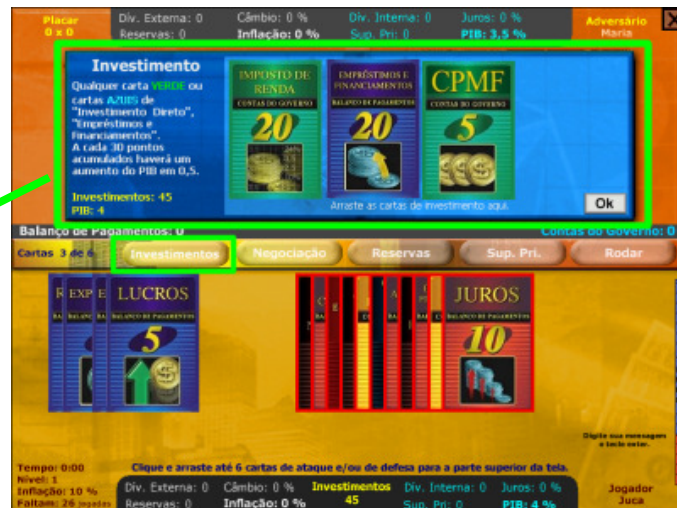 Placar
0 x 0
Div. Externa: 0
Câmbio: 0 %
Div. Interna: 0
Juros: 0 %
Reservas: 0
Inflação: 0 %
Sup. Pri: 0
PIB: 3,5 %
Adversário
Maria
X
Investimento
Qualquer carta VERDE ou
cartas AZUIS de
"Investimento Direto",
"Empréstimos e
Financiamentos".
A cada 30 pontos
acumulados haverá um
aumento do PIB em 0,5.
Investimentos: 45
PIB: 4
IMPOSTO DE
RENDA
CONTAS DO GOVERNO
20
EMPRÉSTIMOS E
FINANCIAMENTOS
BALANÇO DE PAGAMENTOS
20
CPMF
CONTAS DO GOVERNO
5
Arraste as cartas de investimento aqui.
Ok
Balanço de Pagamentos: 0
Contas do Governo: 0
Cartas 3 de 6
Investimentos
Negociação
Reservas
Sup. Pri.
Rodar
EXP
E
LUCROS
BALANÇO DE PAGAMENTOS
5
JUROS
BALANÇO DE PAGAMENTOS
10
Digite sua mensagem
e tecle enter.
Clique e arraste até 6 cartas de ataque e/ou de defesa para a parte superior da tela.
Tempo: 0:00
Nível: 1
Inflação: 10 %
Faltam: 26 jogadas
Div. Externa: 0
Câmbio: 0 %
Investimentos
45
Div. Interna: 0
Juros: 0 %
Reservas: 0
Inflação: 0 %
Sup. Pri: 0
PIB: 4 %
Jogador
Juca